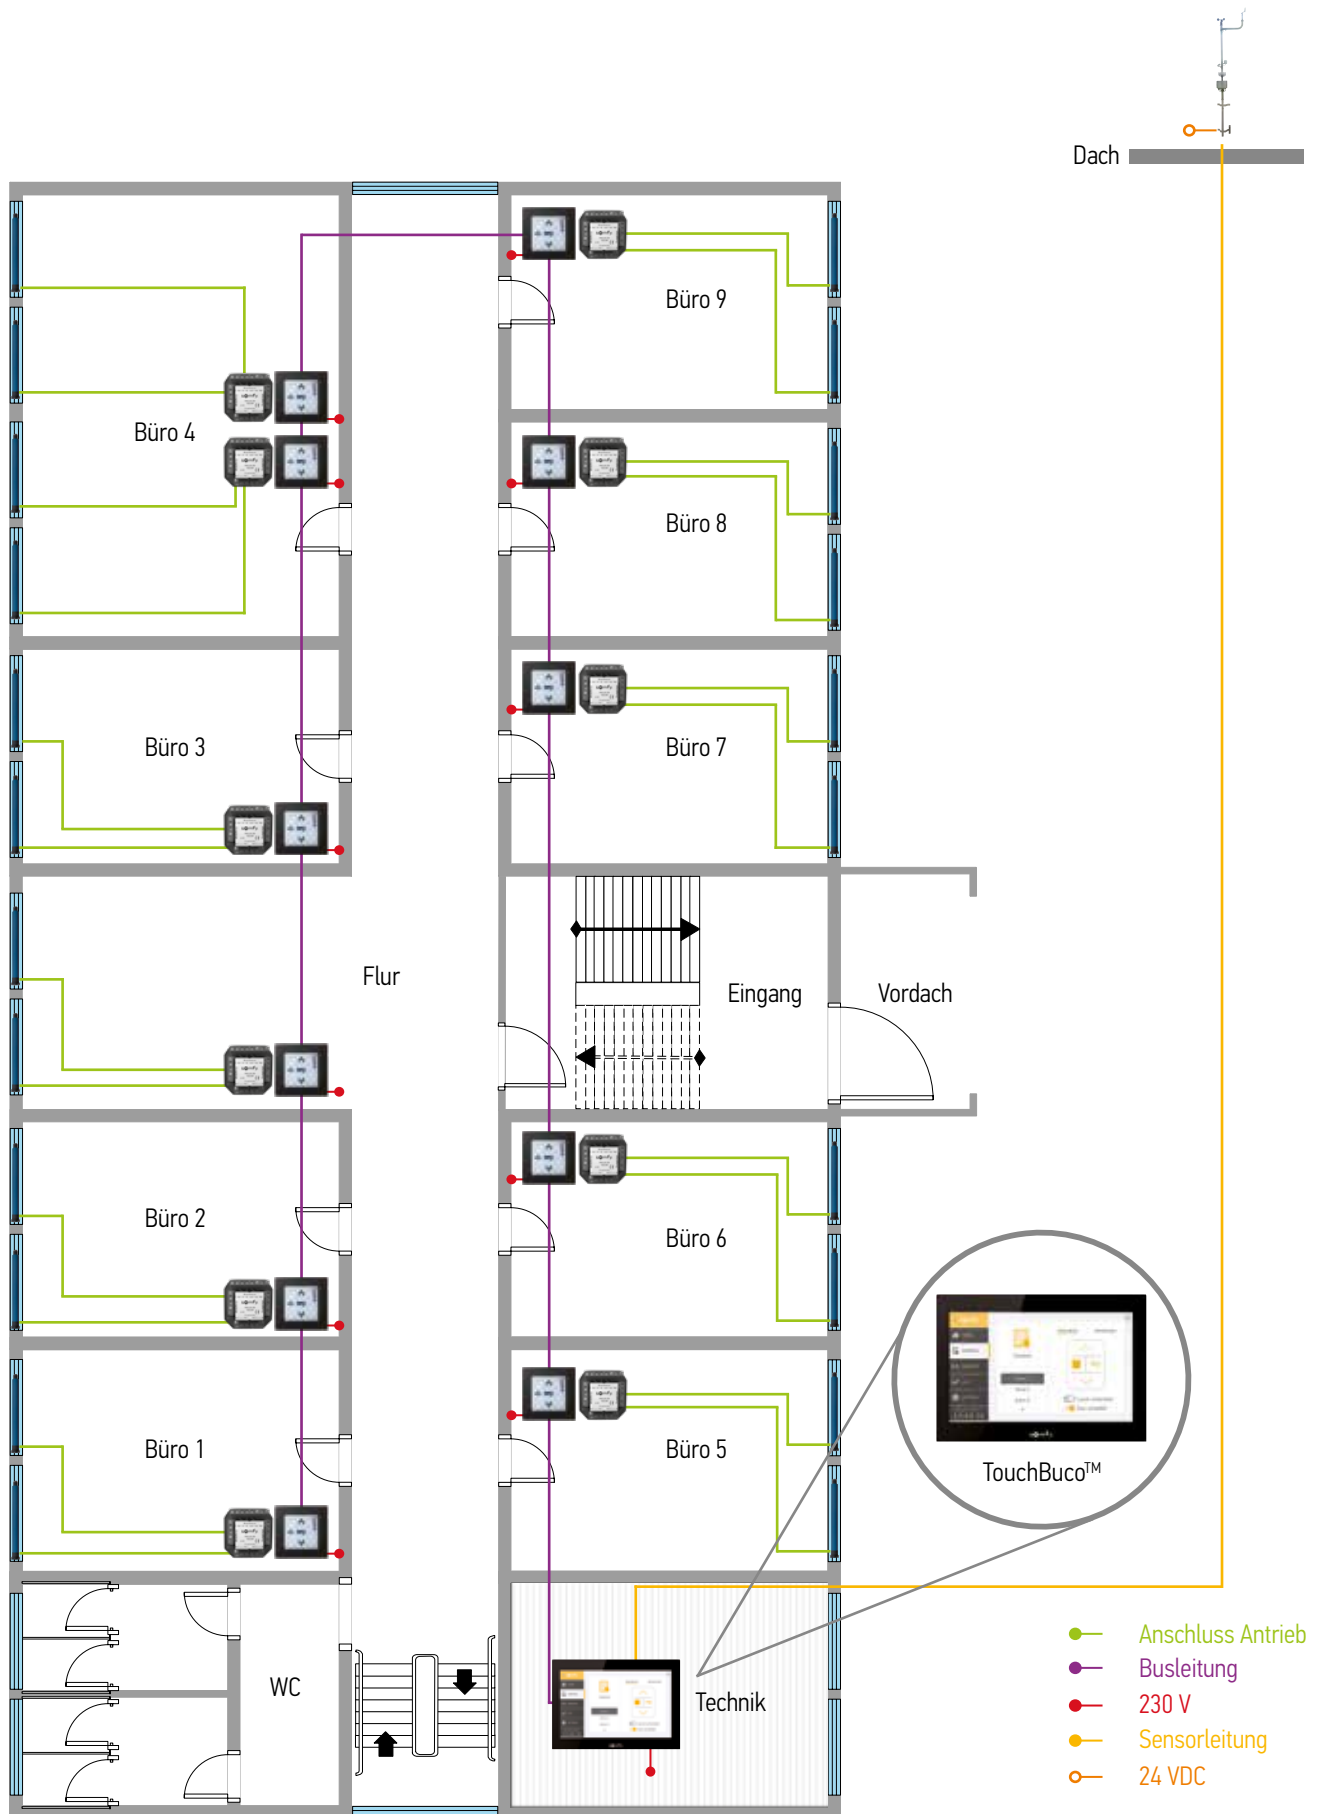 Dach
Büro 9
Büro 4
Büro 8
Büro 3
Büro 7
Flur
Eingang
Vordach
Büro 2
Büro 6
Büro 1
Büro 5
TouchBuco™
WC
Technik
Anschluss Antrieb
Busleitung
230 V
Sensorleitung
24 VDC